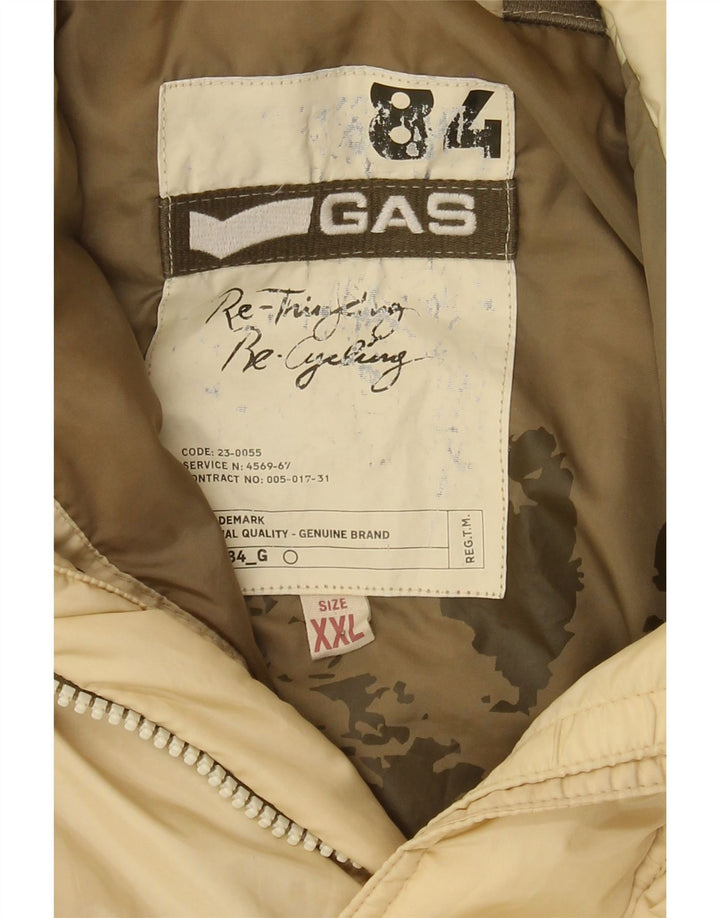 84
GAS
Re-Thinking
Re-Cycling
CODE: 23-0055
SERVICE N: 4569-67
ONTRACT NO: 005-017-31
DEMARK
AL QUALITY - GENUINE BRAND
84_G
REG.T.M.
SIZE
XXL